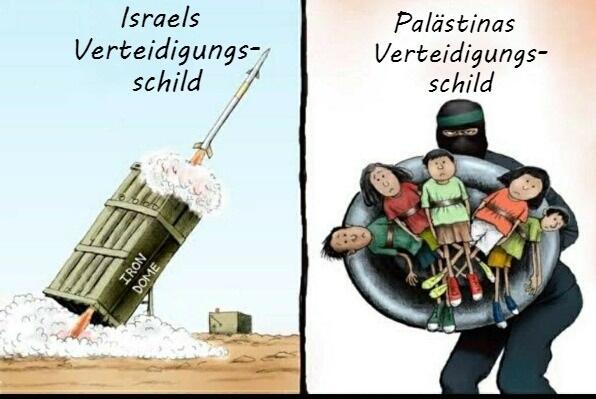 Israels
Verteidigungs-
schild
IRON
DOME
Palästinas
Verteidigungs-
schild